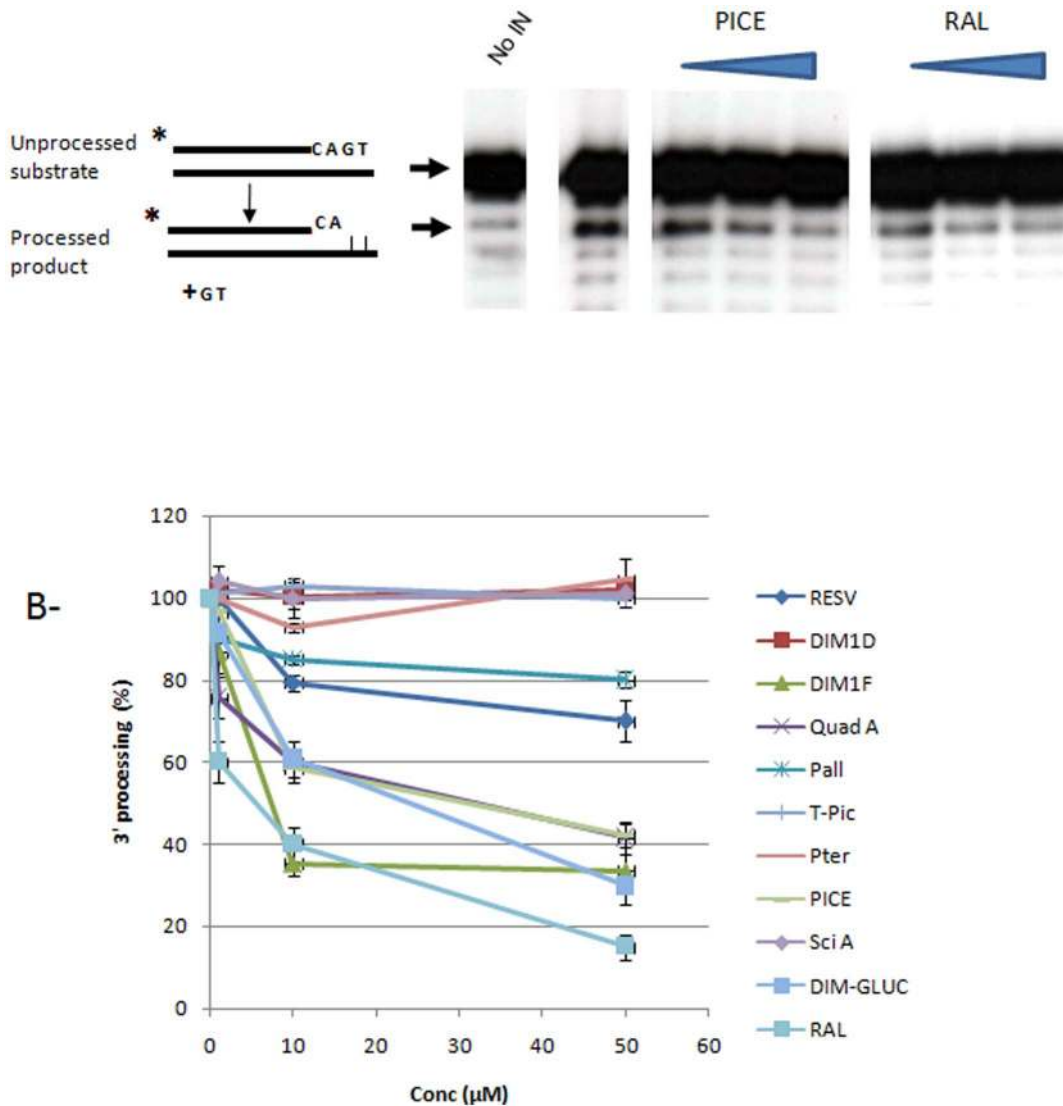 No IN
PICE
RAL
*
Unprocessed
substrate
CAGT
*
CA
Processed
product
+GT
B-
3' processing (%)
120
100
80
60
40
20
0
0 10 20 30 40 50 60
Conc (µM)
RESV
DIM1D
DIM1F
Quad A
Pall
T-Pic
Pter
PICE
Sci A
DIM-GLUC
RAL